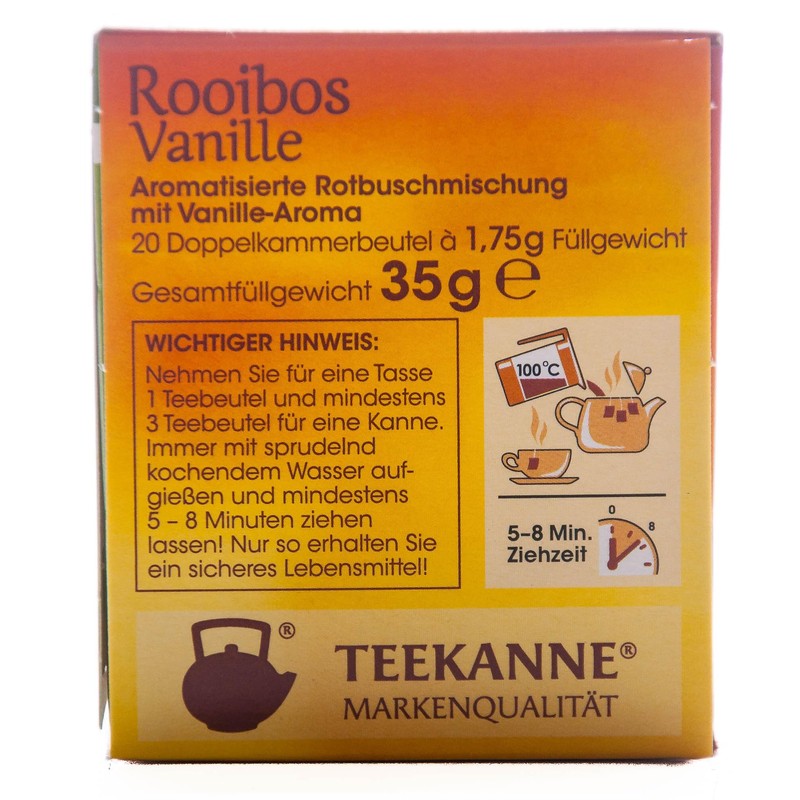 Rooibos
Vanille
Aromatisierte Rotbuschmischung
mit Vanille-Aroma
20 Doppelkammerbeutel à 1,75g Füllgewicht
Gesamtfüllgewicht 35g ℮
WICHTIGER HINWEIS:
Nehmen Sie für eine Tasse
1 Teebeutel und mindestens
3 Teebeutel für eine Kanne.
Immer mit sprudelnd
kochendem Wasser auf-
gießen und mindestens
5 – 8 Minuten ziehen
lassen! Nur so erhalten Sie
ein sicheres Lebensmittel!
100°C
5–8 Min.
Ziehzeit
0
8
®
TEEKANNE®
MARKENQUALITÄT